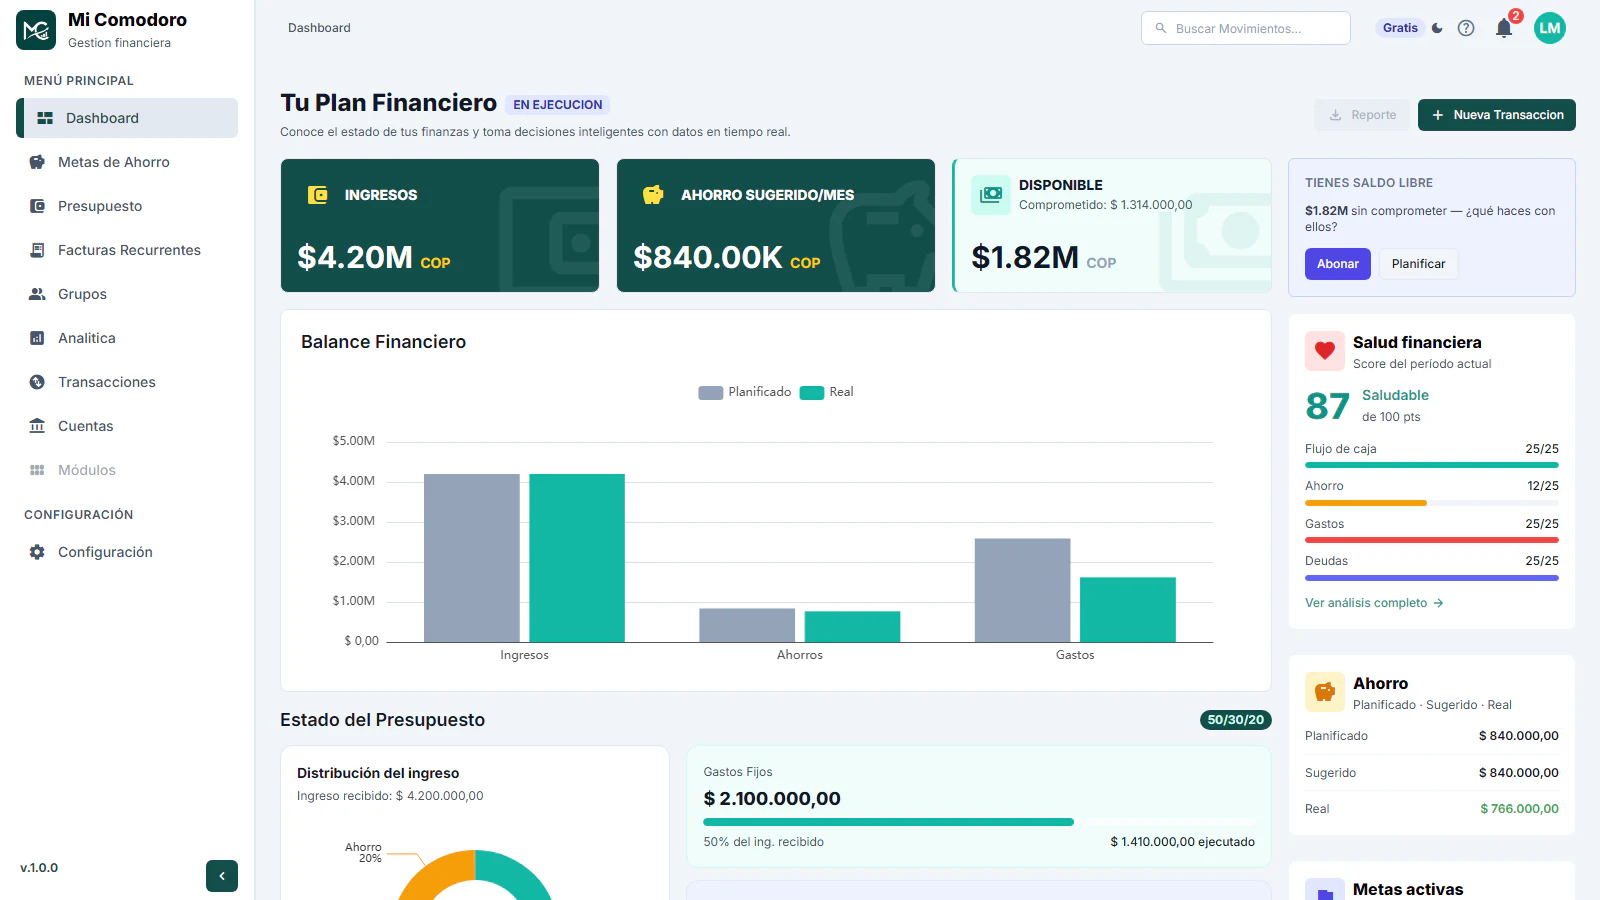 Mi Comodoro
Gestion financiera
MENÚ PRINCIPAL
Dashboard
Metas de Ahorro
Presupuesto
Facturas Recurrentes
Grupos
Analitica
Transacciones
Cuentas
Módulos
CONFIGURACIÓN
Configuración
v.1.0.0
Dashboard
Buscar Movimientos...
Gratis
2
LM
Tu Plan Financiero
EN EJECUCION
Conoce el estado de tus finanzas y toma decisiones inteligentes con datos en tiempo real.
Reporte
Nueva Transaccion
INGRESOS
$4.20M COP
AHORRO SUGERIDO/MES
$840.00K COP
DISPONIBLE
Comprometido: $ 1.314.000,00
$1.82M COP
Balance Financiero
Planificado
Real
$5.00M
$4.00M
$3.00M
$2.00M
$1.00M
$ 0,00
Ingresos
Ahorros
Gastos
Estado del Presupuesto
50/30/20
Distribución del ingreso
Ingreso recibido: $ 4.200.000,00
Ahorro
20%
Gastos Fijos
$ 2.100.000,00
50% del ing. recibido
$ 1.410.000,00 ejecutado
TIENES SALDO LIBRE
$1.82M sin comprometer — ¿qué haces con
ellos?
Abonar
Planificar
Salud financiera
Score del período actual
87
Saludable
de 100 pts
Flujo de caja 25/25
Ahorro 12/25
Gastos 25/25
Deudas 25/25
Ver análisis completo →
Ahorro
Planificado · Sugerido · Real
Planificado $ 840.000,00
Sugerido $ 840.000,00
Real $ 766.000,00
Metas activas